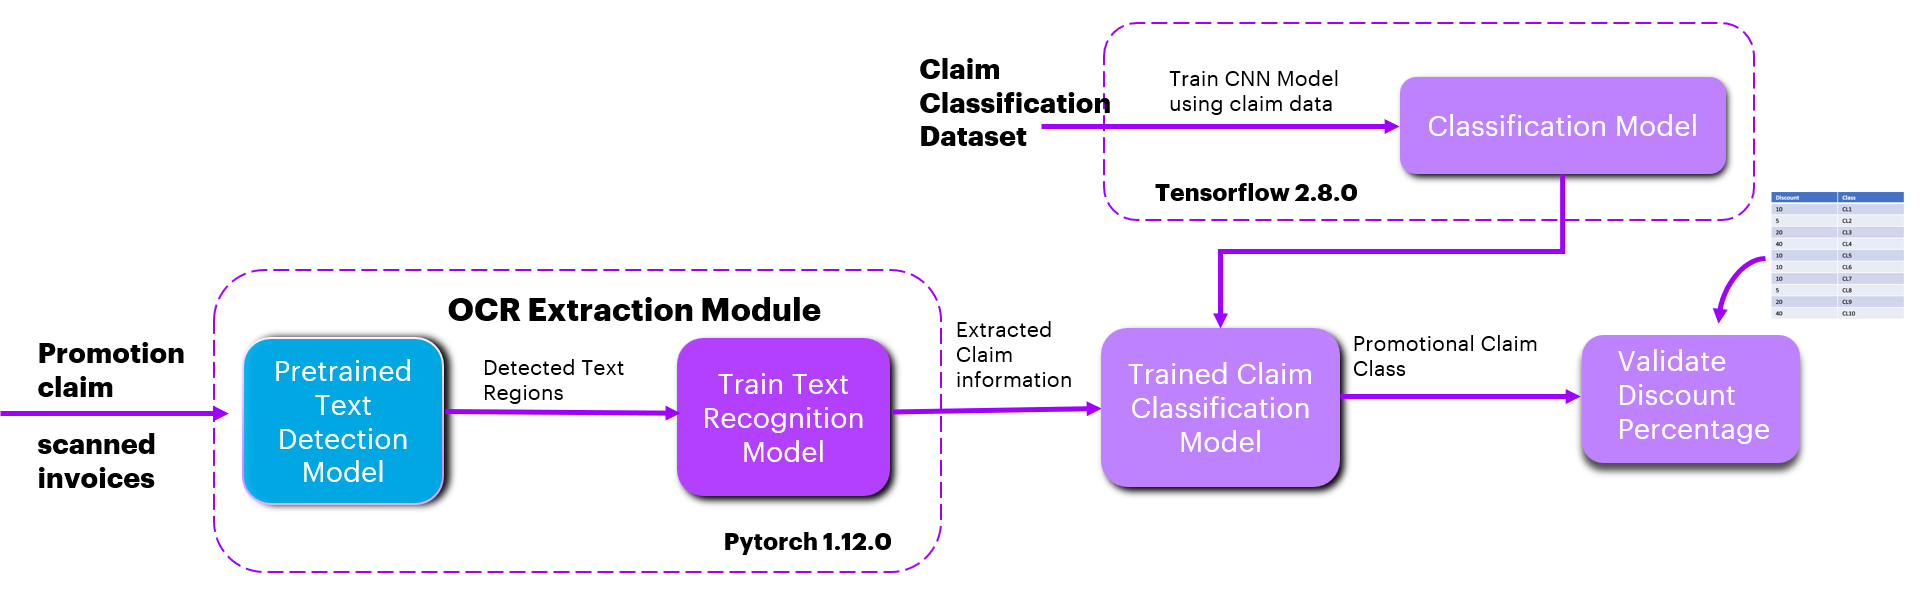 Claim
Classification
Dataset
Train CNN Model
using claim data
Classification Model
Tensorflow 2.8.0
Discount Class
10 CL1
5 CL2
20 CL3
40 CL4
10 CL5
10 CL6
10 CL7
5 CL8
20 CL9
40 CL10
Promotion
claim
scanned
invoices
OCR Extraction Module
Pretrained
Text
Detection
Model
Detected Text
Regions
Train Text
Recognition
Model
Pytorch 1.12.0
Extracted
Claim
information
Trained Claim
Classification
Model
Promotional Claim
Class
Validate
Discount
Percentage